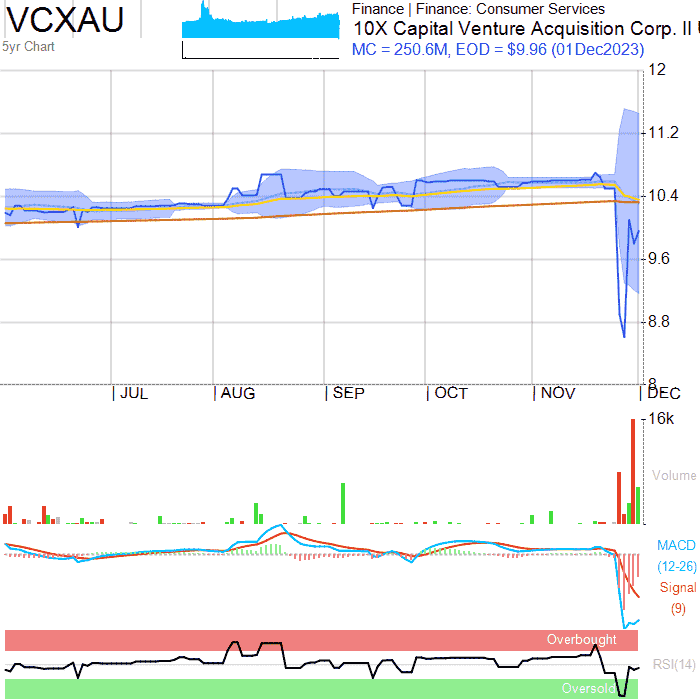 VCXAU
5yr Chart
Finance | Finance: Consumer Services
10X Capital Venture Acquisition Corp. II
MC = 250.6M, EOD = $9.96 (01Dec2023)
12
11.2
10.4
9.6
8.8
8
JUL
AUG
SEP
OCT
NOV
DEC
16k
Volume
MACD
(12-26)
Signal
(9)
Overbought
RSI(14)
Oversold